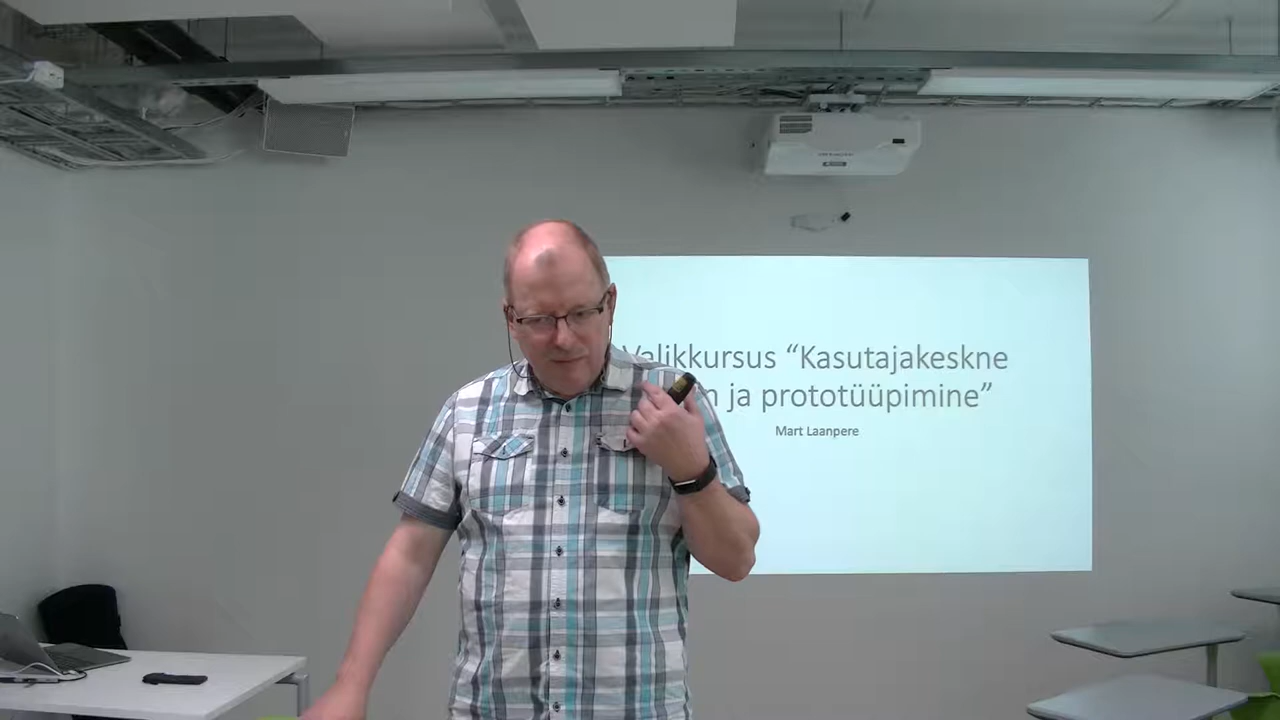 Valikkursus “Kasutajakeskne
ja prototüüpimine”
Mart Laanpere